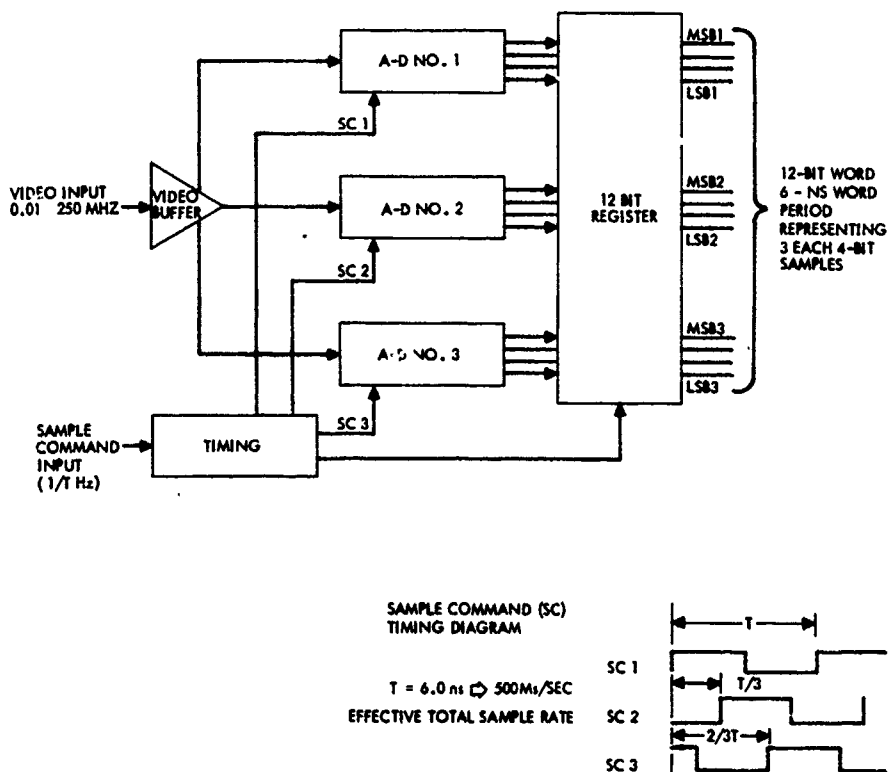 A-D NO. 1
MSB1
LSB1
SC 1
VIDEO INPUT
0.01 250 MHZ
VIDEO
BUFFER
A-D NO. 2
12 BIT
REGISTER
MSB2
LSB2
12-BIT WORD
6 - NS WORD
PERIOD
REPRESENTING
3 EACH 4-BIT
SAMPLES
SC 2
A-D NO. 3
MSB3
LSB3
SC 3
SAMPLE
COMMAND
INPUT
(1/T Hz)
TIMING
SAMPLE COMMAND (SC)
TIMING DIAGRAM
T
SC 1
T = 6.0 ns ⇨ 500Ms/SEC
T/3
EFFECTIVE TOTAL SAMPLE RATE
SC 2
2/3T
SC 3